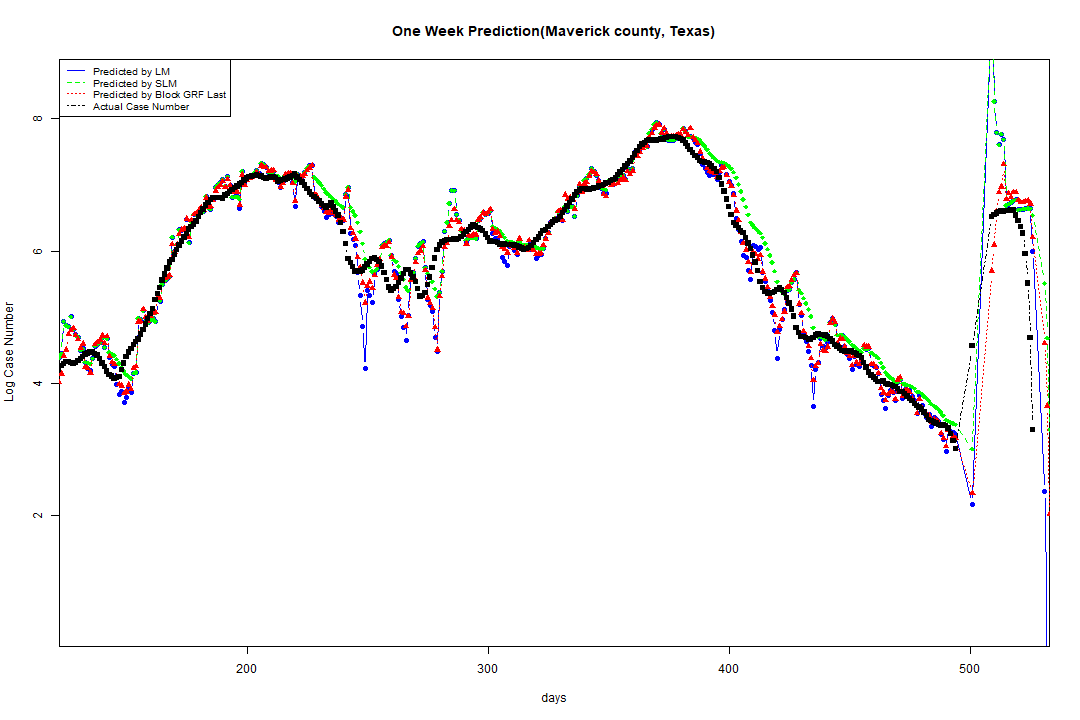 One Week Prediction(Maverick county, Texas)
Predicted by LM
Predicted by SLM
Predicted by Block GRF Last
Actual Case Number
8
6
4
2
Log Case Number
200 300 400 500
days